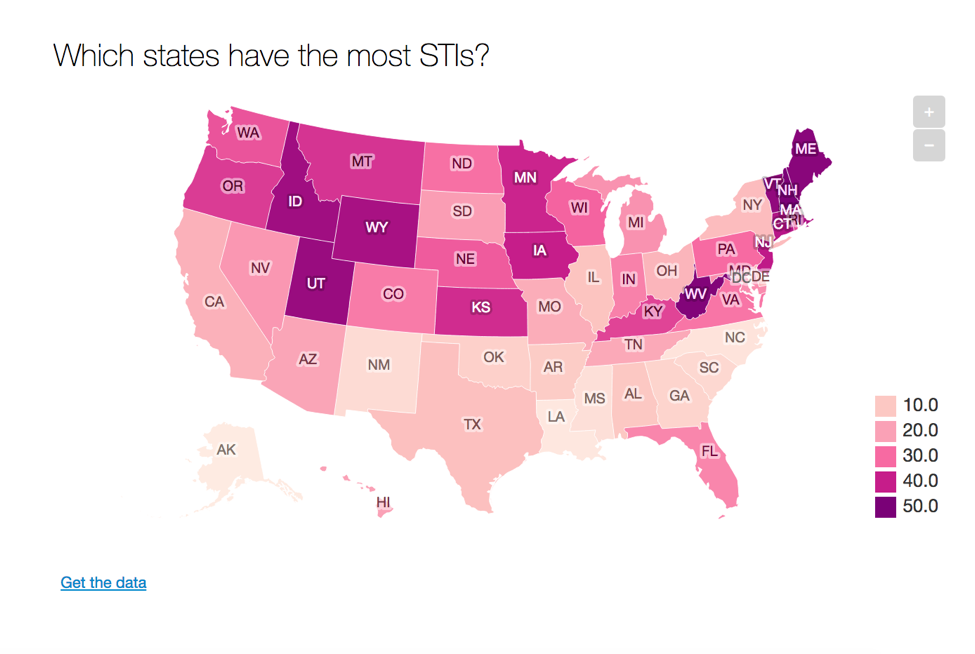 Which states have the most STIs?
+
−
WA
MT
ND
MN
ME
VT
NH
OR
ID
WY
SD
WI
MI
NY
MA
RI
CT
NJ
NV
UT
CO
NE
IA
IL
IN
OH
PA
MD
DC
DE
WV
VA
CA
KS
MO
KY
AZ
NM
OK
AR
TN
NC
SC
TX
LA
MS
AL
GA
AK
HI
FL
10.0
20.0
30.0
40.0
50.0
Get the data